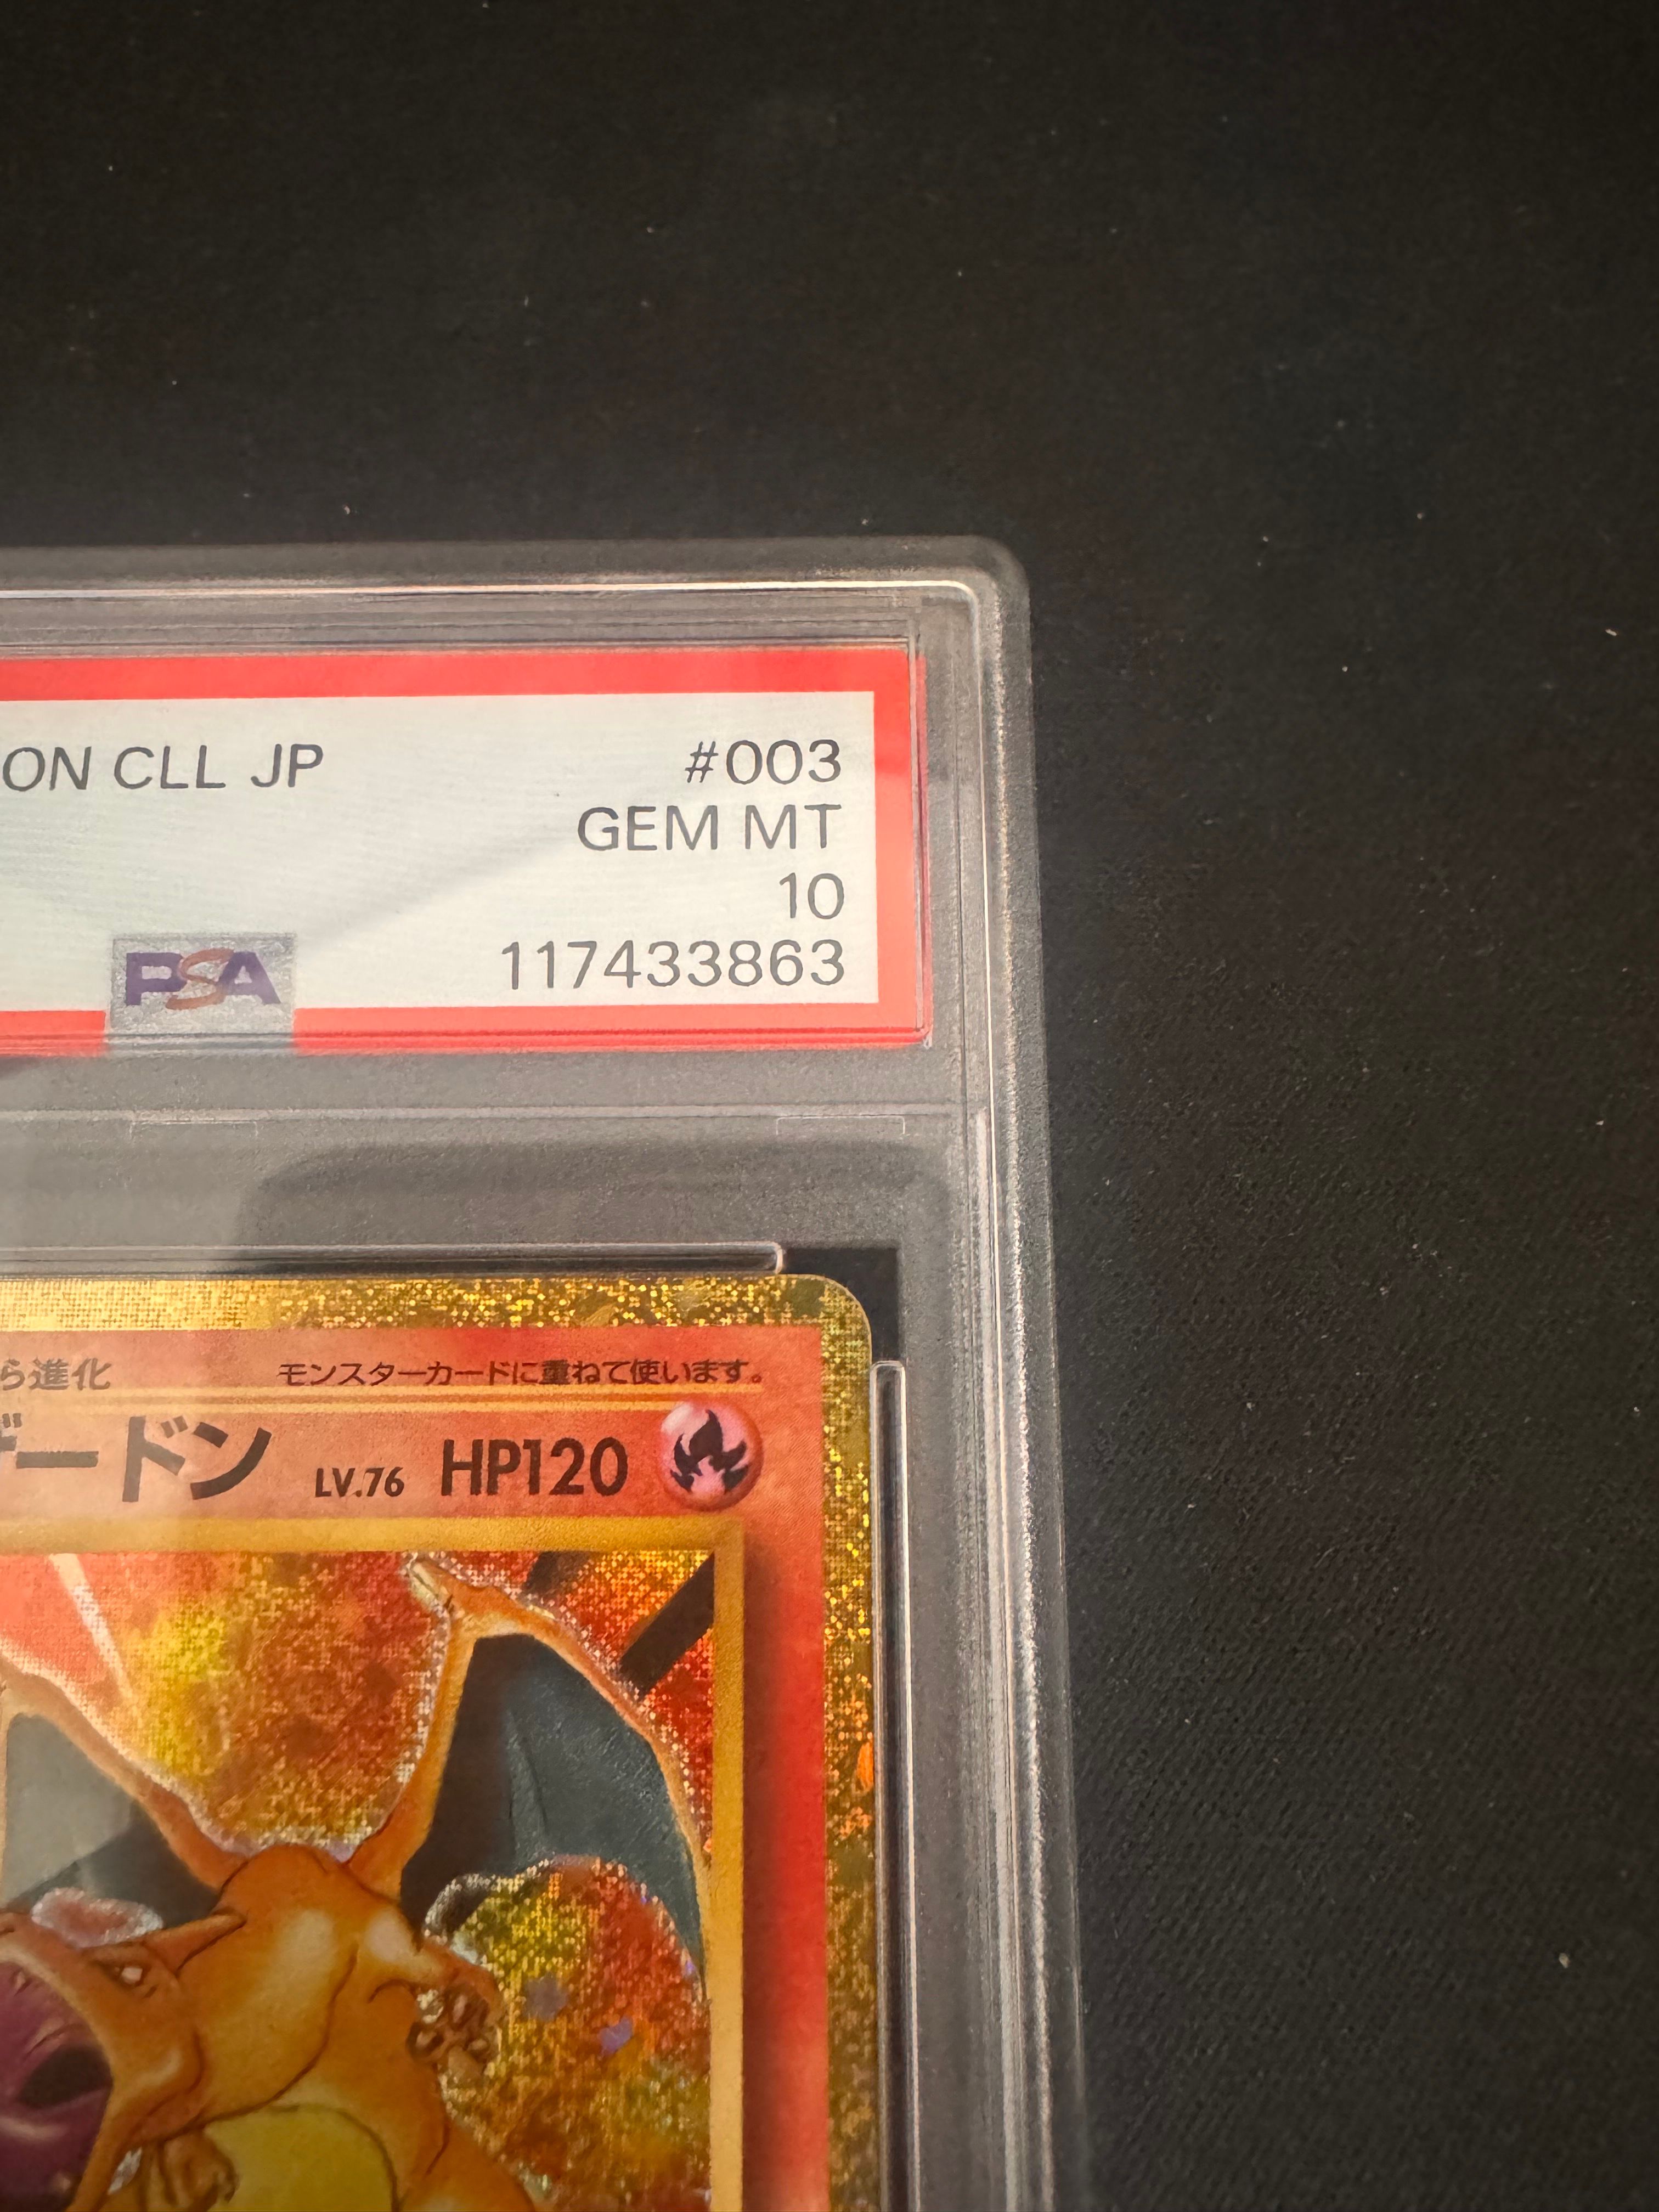 ON CLL JP #003
GEM MT
10
PSA 117433863
ら進化 モンスターカードに重ねて使います。
ードン LV.76 HP120